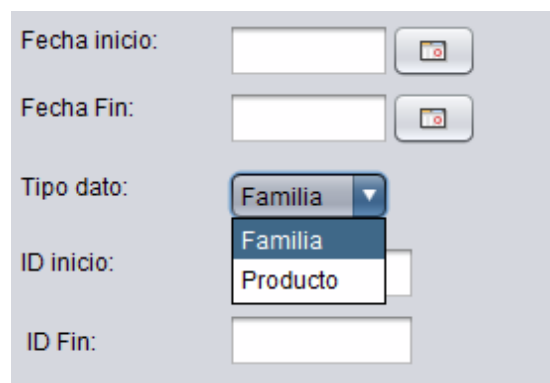 Fecha inicio:
Fecha Fin:
Tipo dato:
Familia
Familia
ID inicio:
Producto
ID Fin: